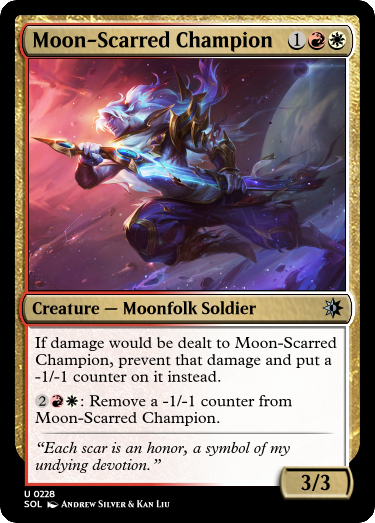 Moon-Scarred Champion 1
Creature — Moonfolk Soldier
If damage would be dealt to Moon-Scarred
Champion, prevent that damage and put a
-1/-1 counter on it instead.
2: Remove a -1/-1 counter from
Moon-Scarred Champion.
“Each scar is an honor, a symbol of my
undying devotion.”
3/3
U 0228
SOL Andrew Silver & Kan Liu